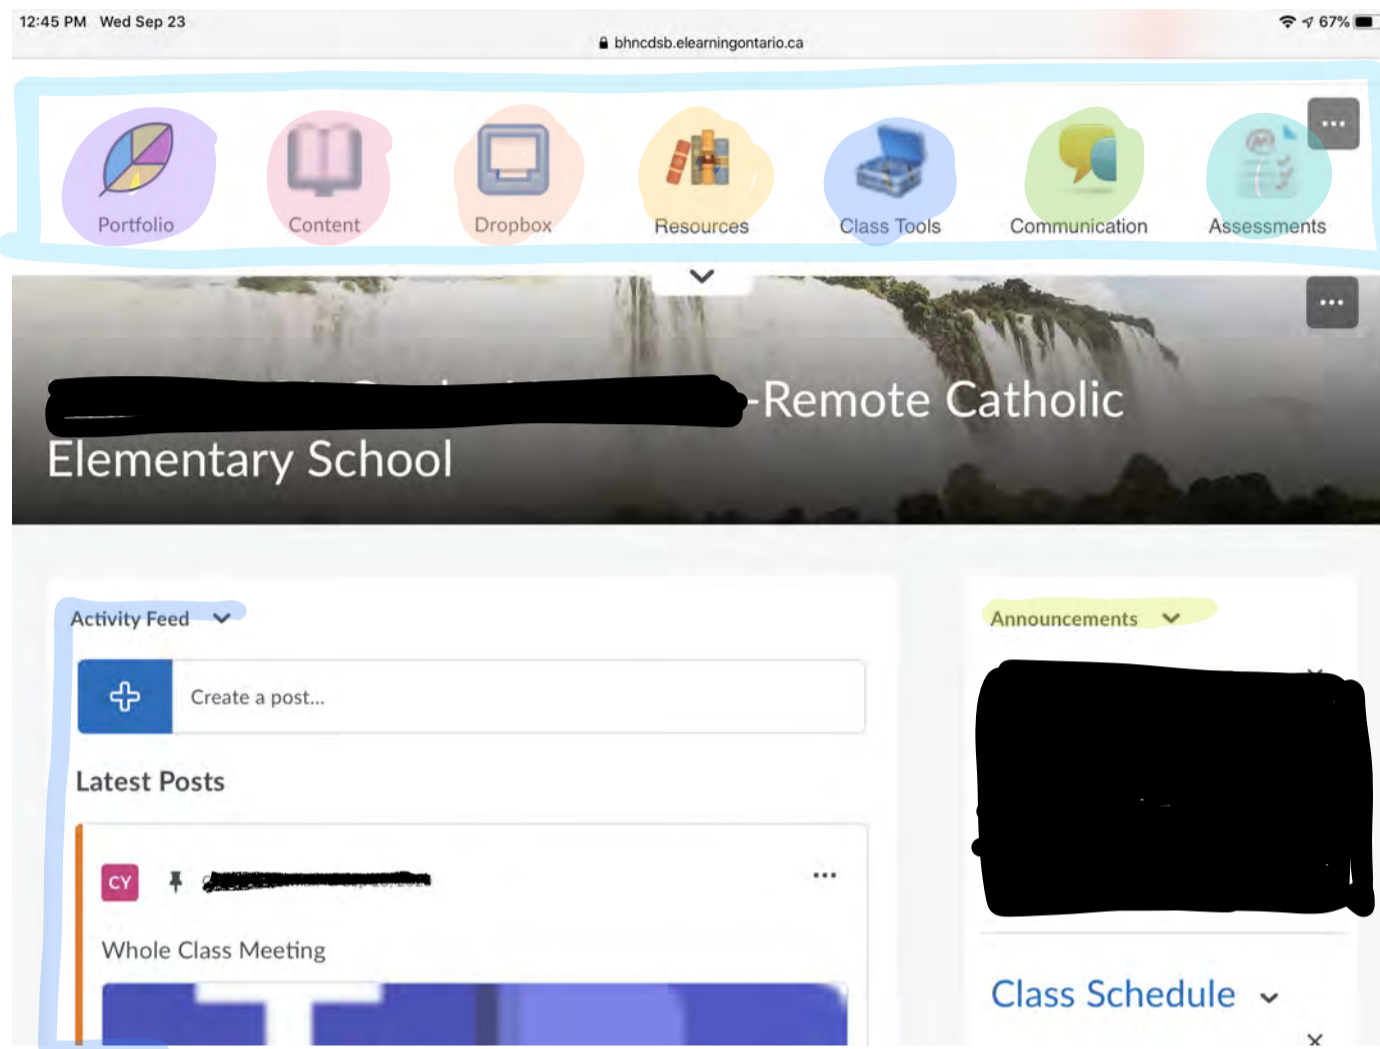 12:45 PM Wed Sep 23
67%
bhncdsb.elearningontario.ca
Portfolio Content Dropbox Resources Class Tools Communication Assessments
-Remote Catholic
Elementary School
Activity Feed
Announcements
Create a post...
Latest Posts
CY
Whole Class Meeting
Class Schedule